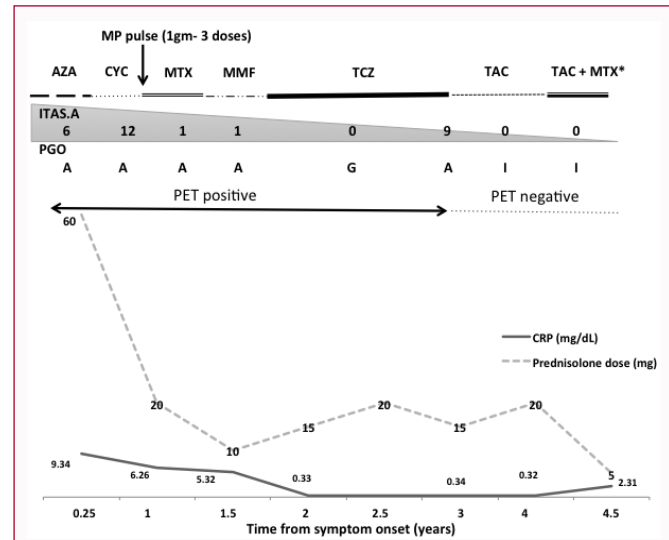 MP pulse (1gm- 3 doses)
AZA CYC MTX MMF TCZ TAC TAC + MTX*
ITAS.A
6 12 1 1 0 9 0 0
PGO
A A A A G A I I
PET positive PET negative
60
CRP (mg/dL)
Prednisolone dose (mg)
20 10 15 20 15 20 5
9.34 6.26 5.32 0.33 0.34 0.32 2.31
0.25 1 1.5 2 2.5 3 4 4.5
Time from symptom onset (years)